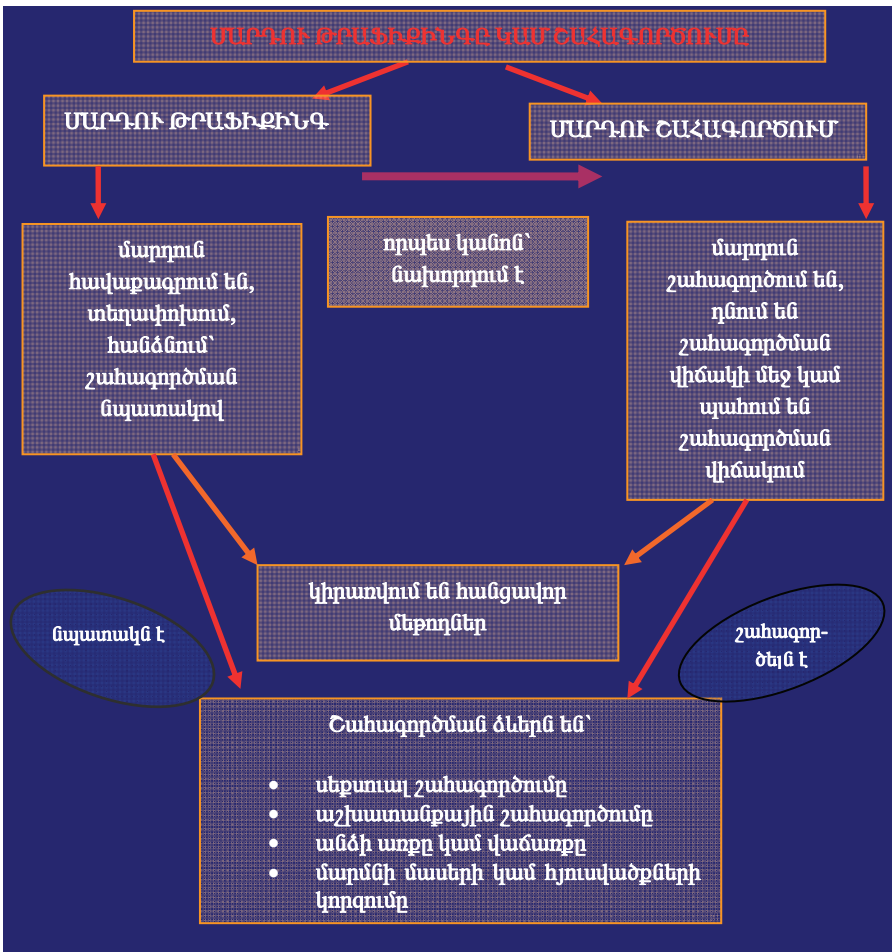 ՄԱՐԴՈՒ ԹՐԱՖԻՔԻՆԳԸ ԿԱՄ ՇԱՀԱԳՈՐԾՈՒՄԸ
ՄԱՐԴՈՒ ԹՐԱՖԻՔԻՆԳ
ՄԱՐԴՈՒ ՇԱՀԱԳՈՐԾՈՒՄ
մարդուն
հավաքագրում են,
տեղափոխում,
հանձնում՝
շահագործման
նպատակով
որպես կանոն՝
նախորդում է
մարդուն
շահագործում են,
դնում են
շահագործման
վիճակի մեջ կամ
պահում են
շահագործման
վիճակում
կիրառվում են հանցավոր
մեթոդներ
նպատակն է
շահագոր-
ծելն է
Շահագործման ձևերն են՝
• սեքսուալ շահագործումը
• աշխատանքային շահագործումը
• անձի առքը կամ վաճառքը
• մարմնի մասերի կամ հյուսվածքների
կորզումը